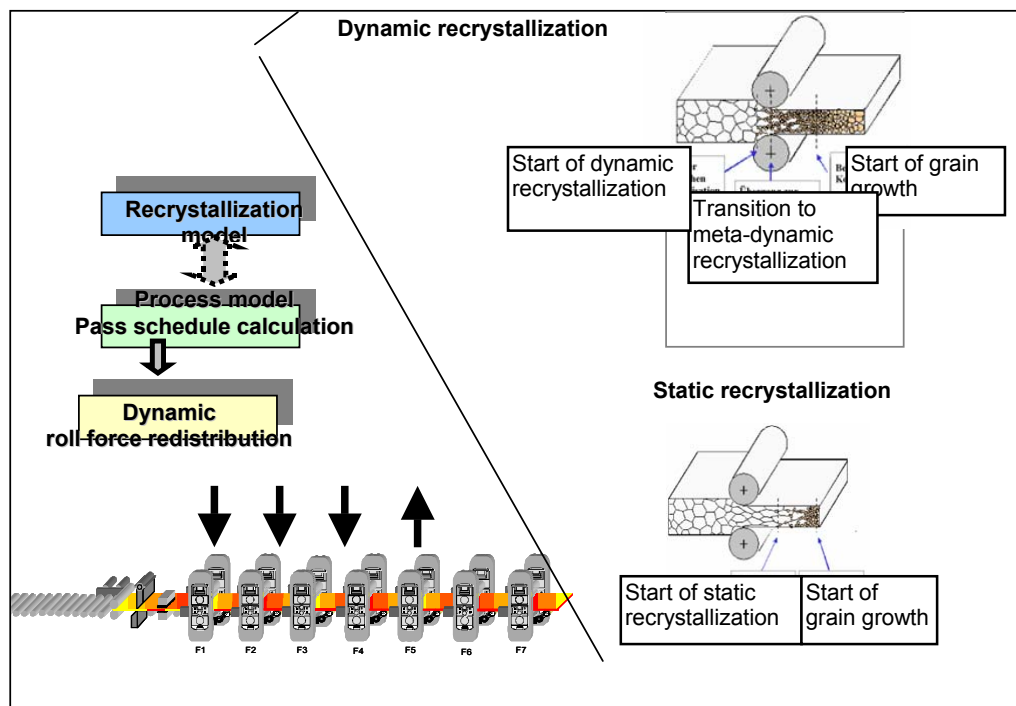 Dynamic recrystallization
Start of dynamic
recrystallization
Start of grain
growth
Transition to
meta-dynamic
recrystallization
Recrystallization
model
Process model
Pass schedule calculation
Dynamic
roll force redistribution
Static recrystallization
Start of static
recrystallization
Start of
grain growth
F1 F2 F3 F4 F5 F6 F7